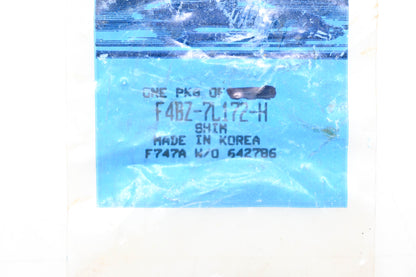 ONE PKG OF
F4BZ-7L172-H
SHIM
MADE IN KOREA
F747A W/O 642786